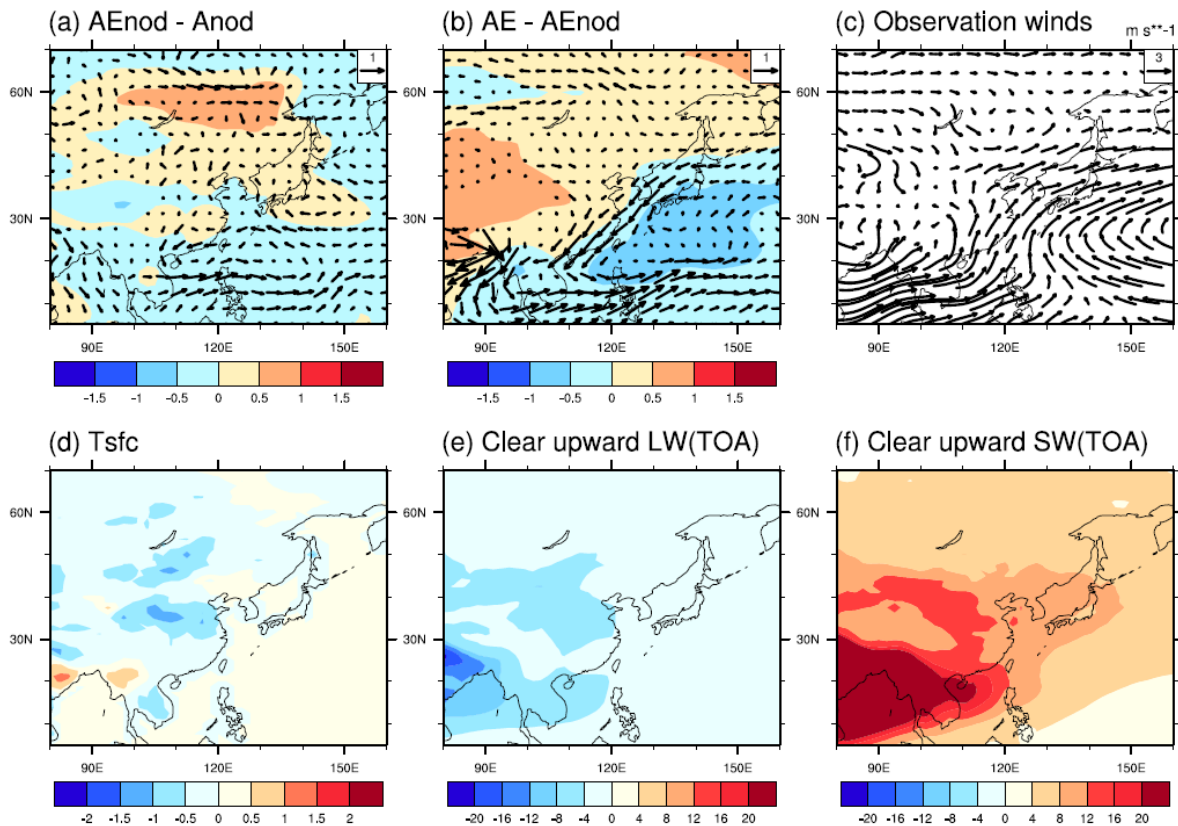 (a) AEnod - Anod
(b) AE - AEnod
(c) Observation winds
m s**-1
1
1
3
60N
60N
60N
30N
30N
30N
90E 120E 150E
90E 120E 150E
90E 120E 150E
-1.5 -1 -0.5 0 0.5 1 1.5
-1.5 -1 -0.5 0 0.5 1 1.5
(d) Tsfc
(e) Clear upward LW(TOA)
(f) Clear upward SW(TOA)
60N
60N
60N
30N
30N
30N
90E 120E 150E
90E 120E 150E
90E 120E 150E
-2 -1.5 -1 -0.5 0 0.5 1 1.5 2
-20 -16 -12 -8 -4 0 4 8 12 16 20
-20 -16 -12 -8 -4 0 4 8 12 16 20